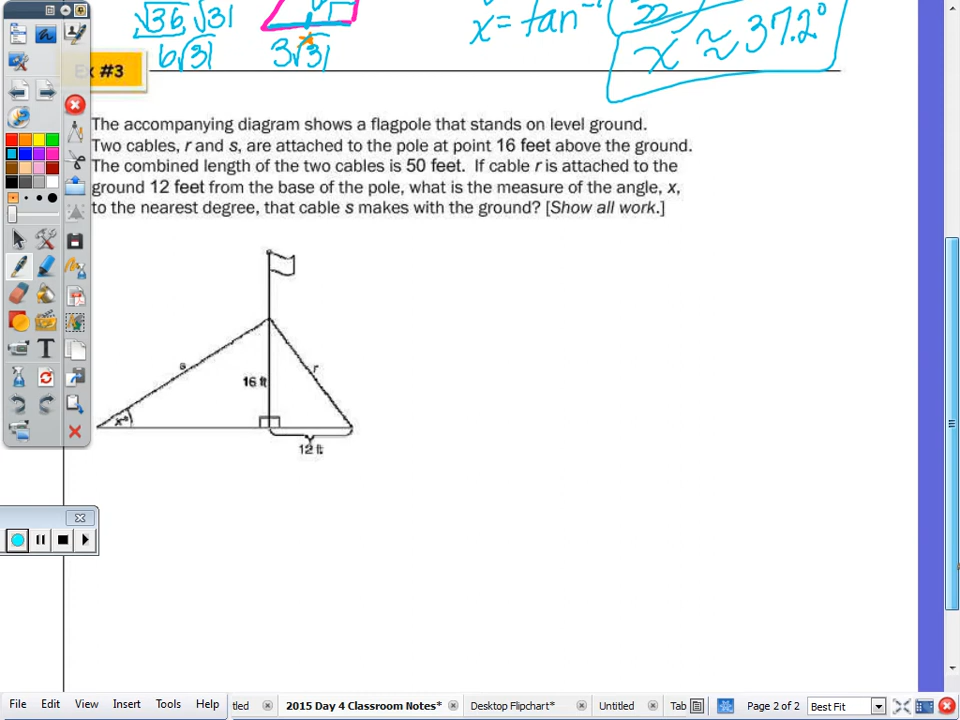 √36 √31
6√31
3√31
x = tan⁻¹
22
x ≈ 37.2°
Ex #3
The accompanying diagram shows a flagpole that stands on level ground.
Two cables, r and s, are attached to the pole at point 16 feet above the ground.
The combined length of the two cables is 50 feet. If cable r is attached to the
ground 12 feet from the base of the pole, what is the measure of the angle, x,
to the nearest degree, that cable s makes with the ground? [Show all work.]
s
r
16 ft
x°
12 ft
File Edit View Insert Tools Help
tled
2015 Day 4 Classroom Notes*
Desktop Flipchart*
Untitled
Tab
Page 2 of 2
Best Fit